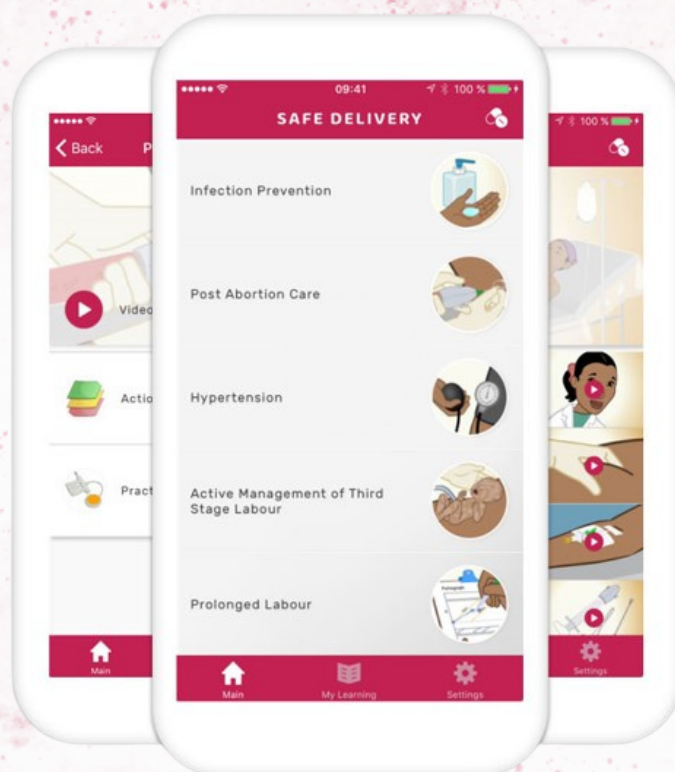 09:41
100 %
SAFE DELIVERY
Infection Prevention
Post Abortion Care
Hypertension
Active Management of Third
Stage Labour
Prolonged Labour
Main
My Learning
Settings
Back
P
Video
Actio
Pract
Main
100 %
Settings